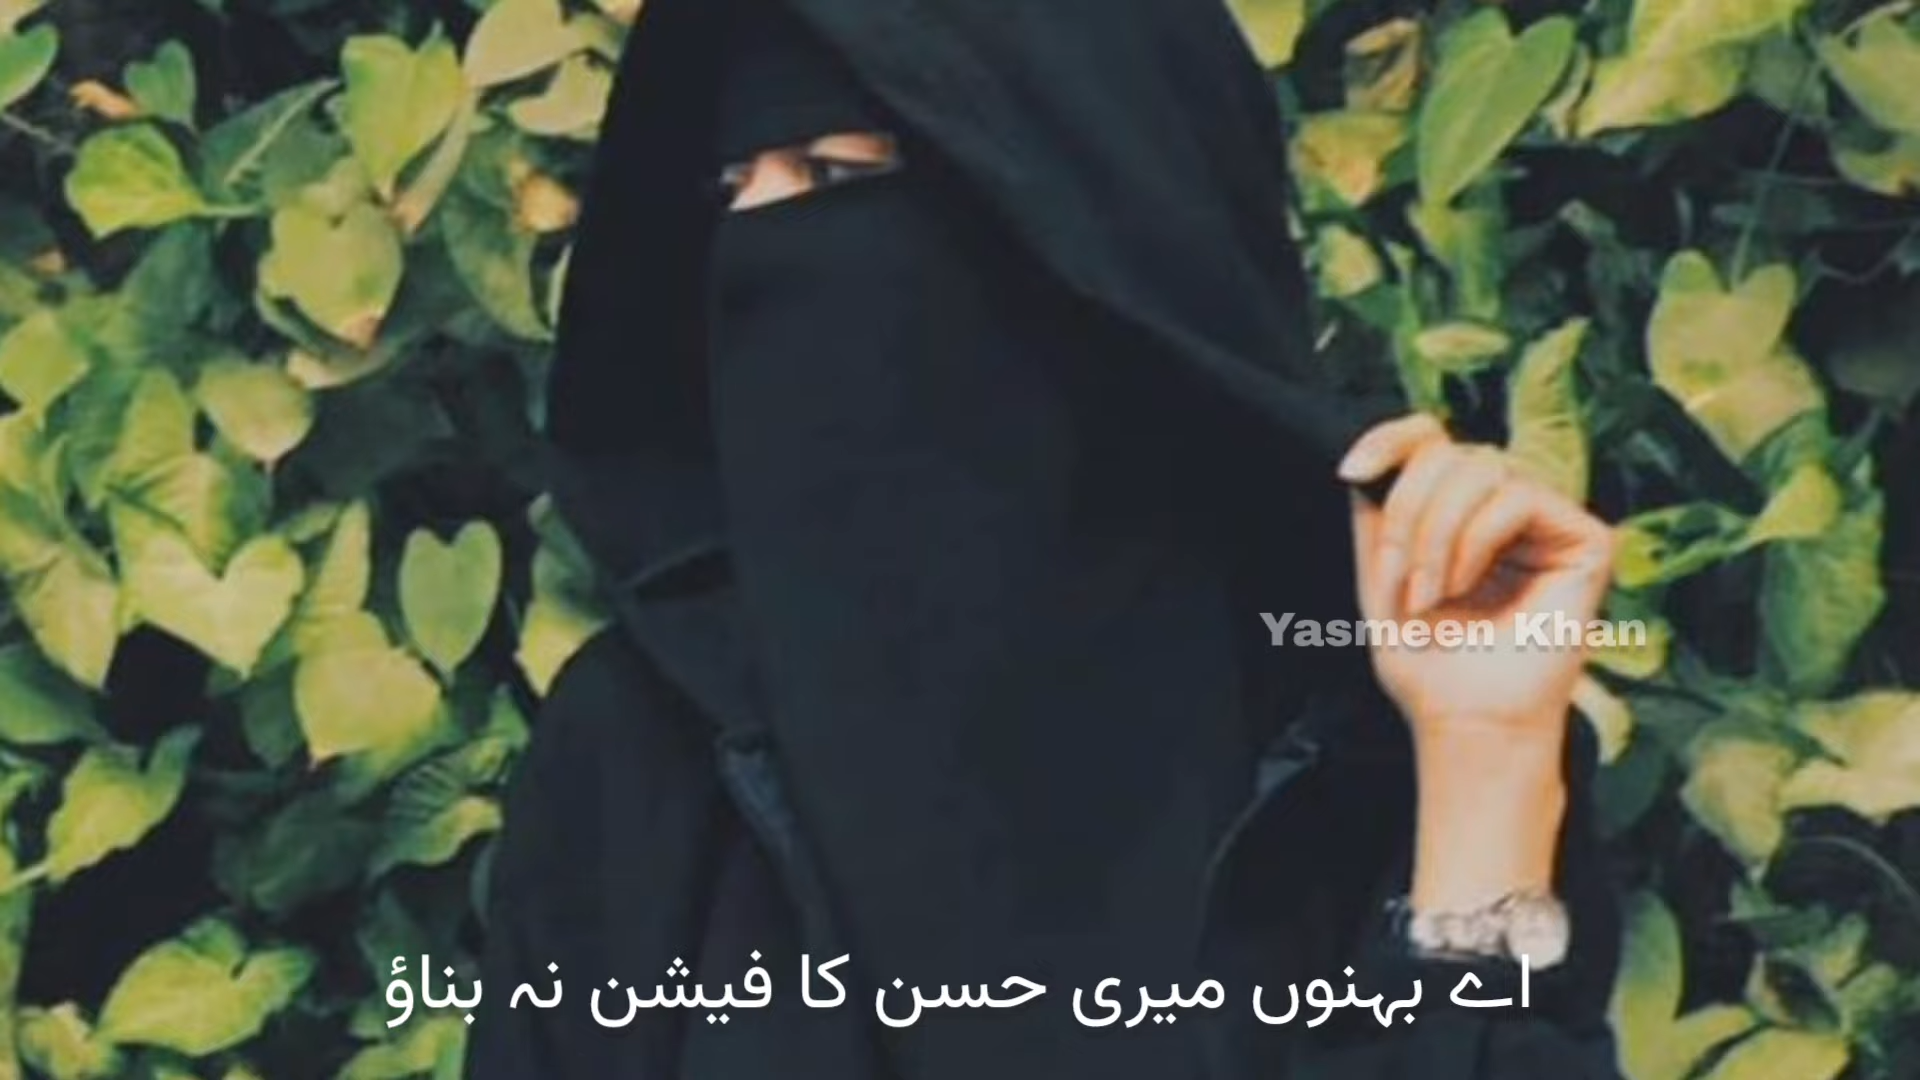 Yasmeen Khan
اے بہنوں میری حسن کا فیشن نہ بناؤ